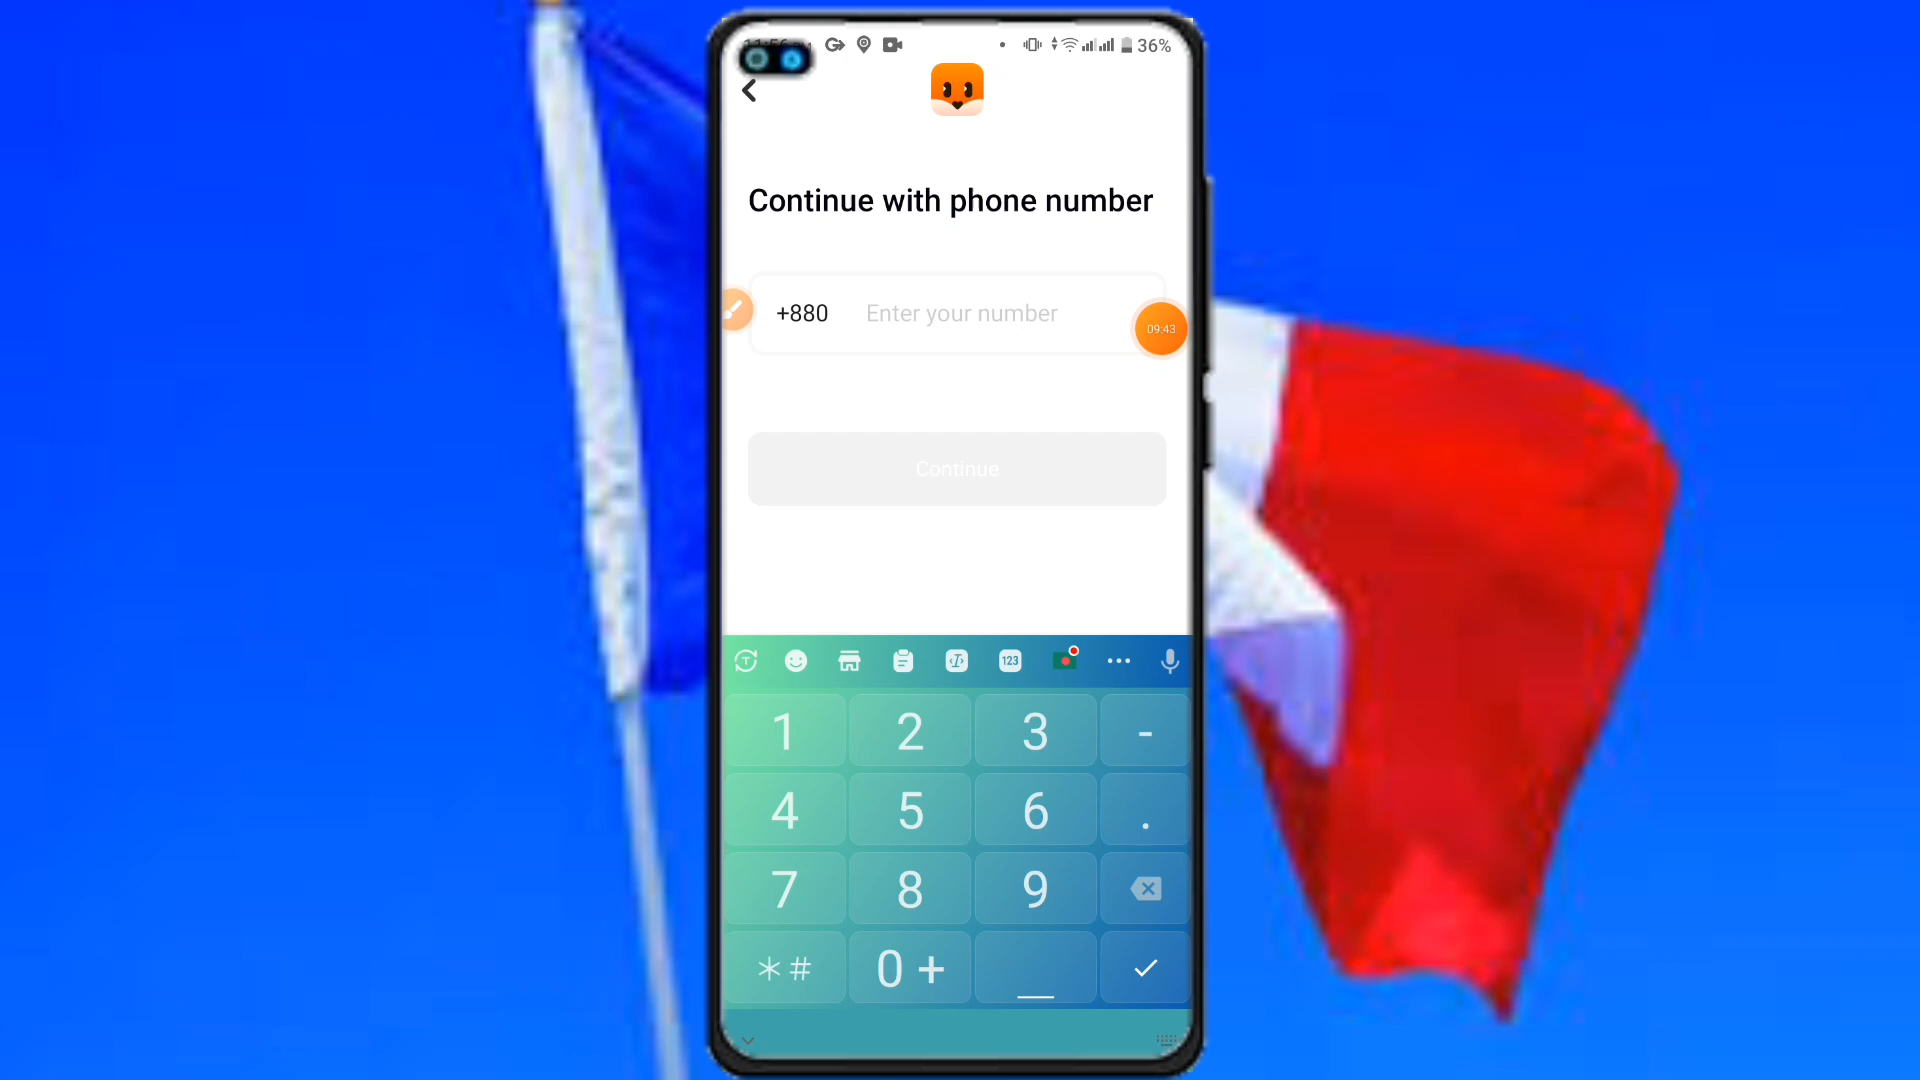 36%
Continue with phone number
+880 Enter your number
09:43
Continue
123
1 2 3 -
4 5 6 .
7 8 9
*# 0 +